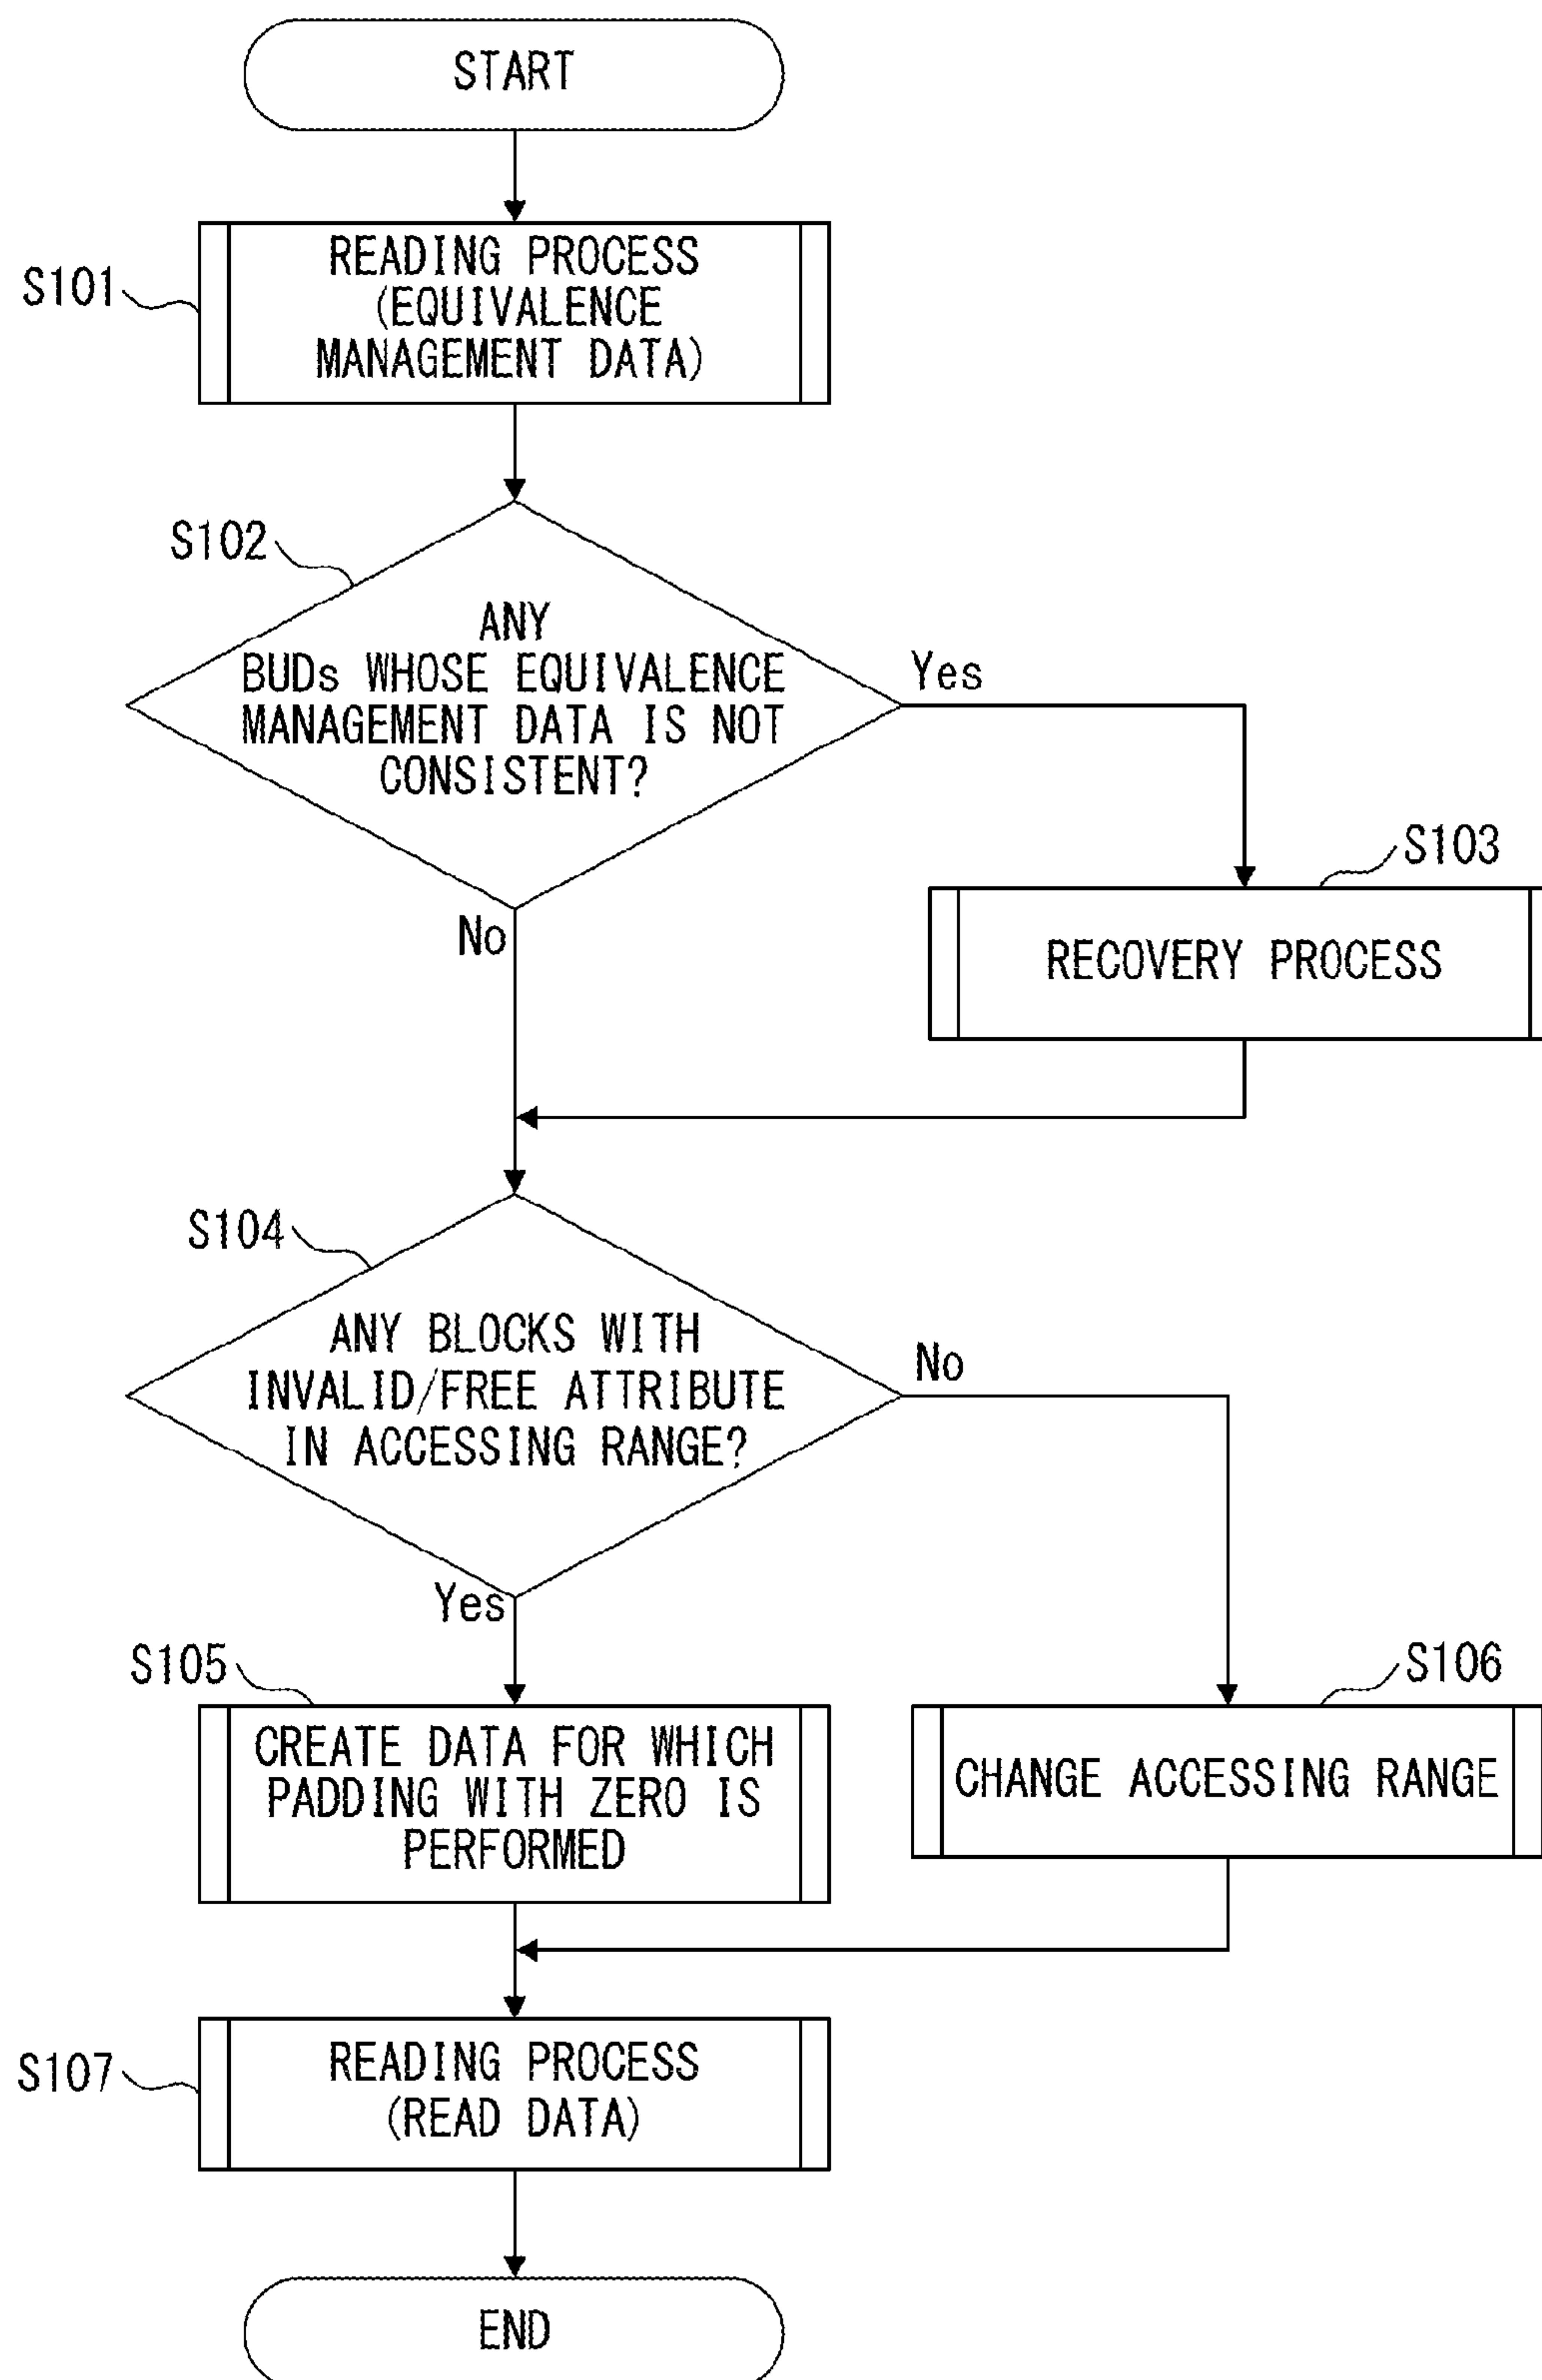 START
S101
READING PROCESS
(EQUIVALENCE
MANAGEMENT DATA)
S102
ANY
BUDs WHOSE EQUIVALENCE
MANAGEMENT DATA IS NOT
CONSISTENT?
Yes
No
S103
RECOVERY PROCESS
S104
ANY BLOCKS WITH
INVALID/FREE ATTRIBUTE
IN ACCESSING RANGE?
No
Yes
S105
CREATE DATA FOR WHICH
PADDING WITH ZERO IS
PERFORMED
S106
CHANGE ACCESSING RANGE
S107
READING PROCESS
(READ DATA)
END